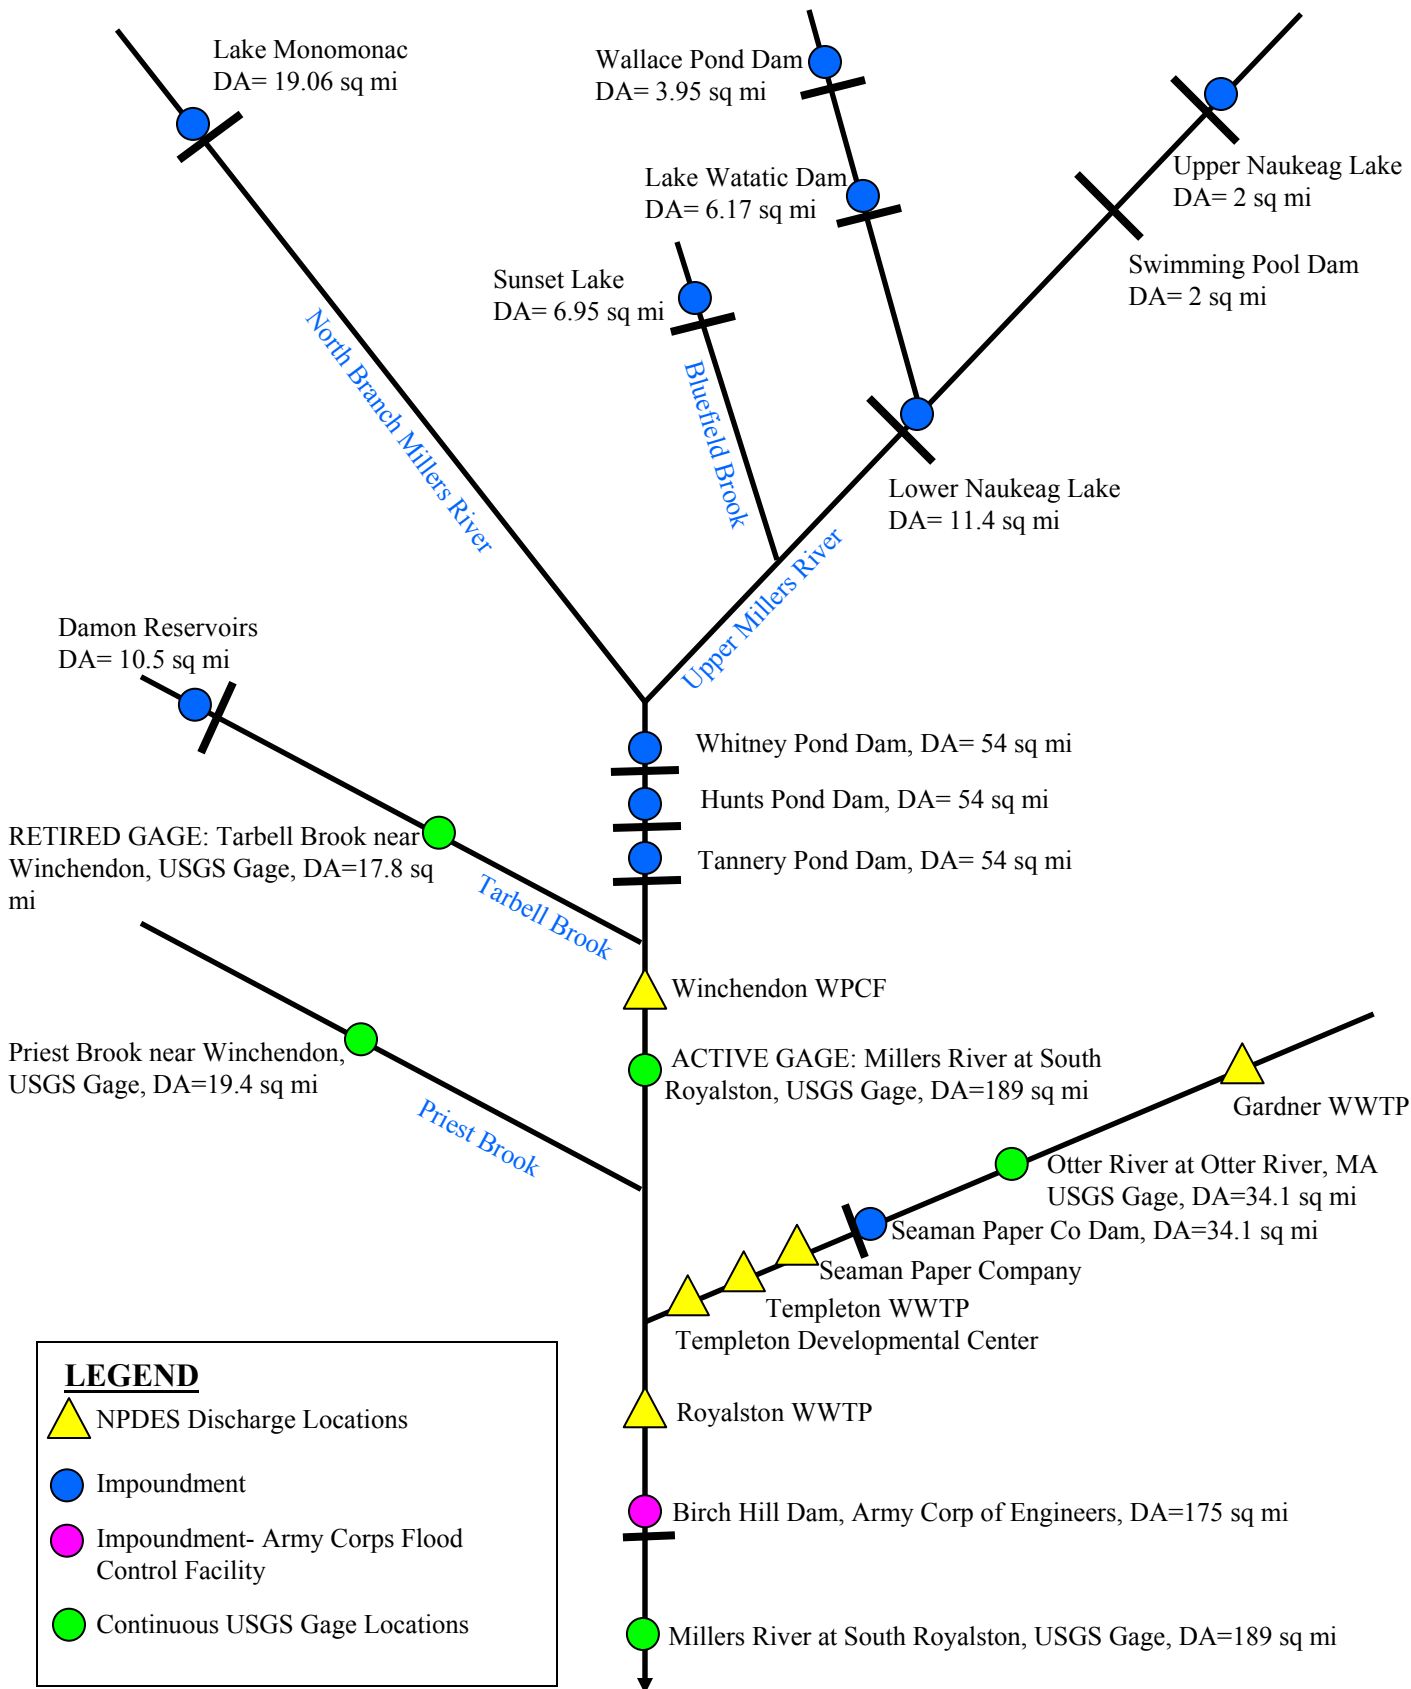 Lake Monomonac
DA= 19.06 sq mi
Wallace Pond Dam
DA= 3.95 sq mi
Upper Naukeag Lake
DA= 2 sq mi
Lake Watatic Dam
DA= 6.17 sq mi
Swimming Pool Dam
DA= 2 sq mi
Sunset Lake
DA= 6.95 sq mi
North Branch Millers River
Bluefield Brook
Lower Naukeag Lake
DA= 11.4 sq mi
Upper Millers River
Damon Reservoirs
DA= 10.5 sq mi
Whitney Pond Dam, DA= 54 sq mi
Hunts Pond Dam, DA= 54 sq mi
Tannery Pond Dam, DA= 54 sq mi
RETIRED GAGE: Tarbell Brook near
Winchendon, USGS Gage, DA=17.8 sq
mi
Tarbell Brook
Winchendon WPCF
Priest Brook near Winchendon,
USGS Gage, DA=19.4 sq mi
ACTIVE GAGE: Millers River at South
Royalston, USGS Gage, DA=189 sq mi
Priest Brook
Gardner WWTP
Otter River at Otter River, MA
USGS Gage, DA=34.1 sq mi
Seaman Paper Co Dam, DA=34.1 sq mi
Seaman Paper Company
Templeton WWTP
Templeton Developmental Center
Royalston WWTP
Birch Hill Dam, Army Corp of Engineers, DA=175 sq mi
Millers River at South Royalston, USGS Gage, DA=189 sq mi
LEGEND
NPDES Discharge Locations
Impoundment
Impoundment- Army Corps Flood
Control Facility
Continuous USGS Gage Locations